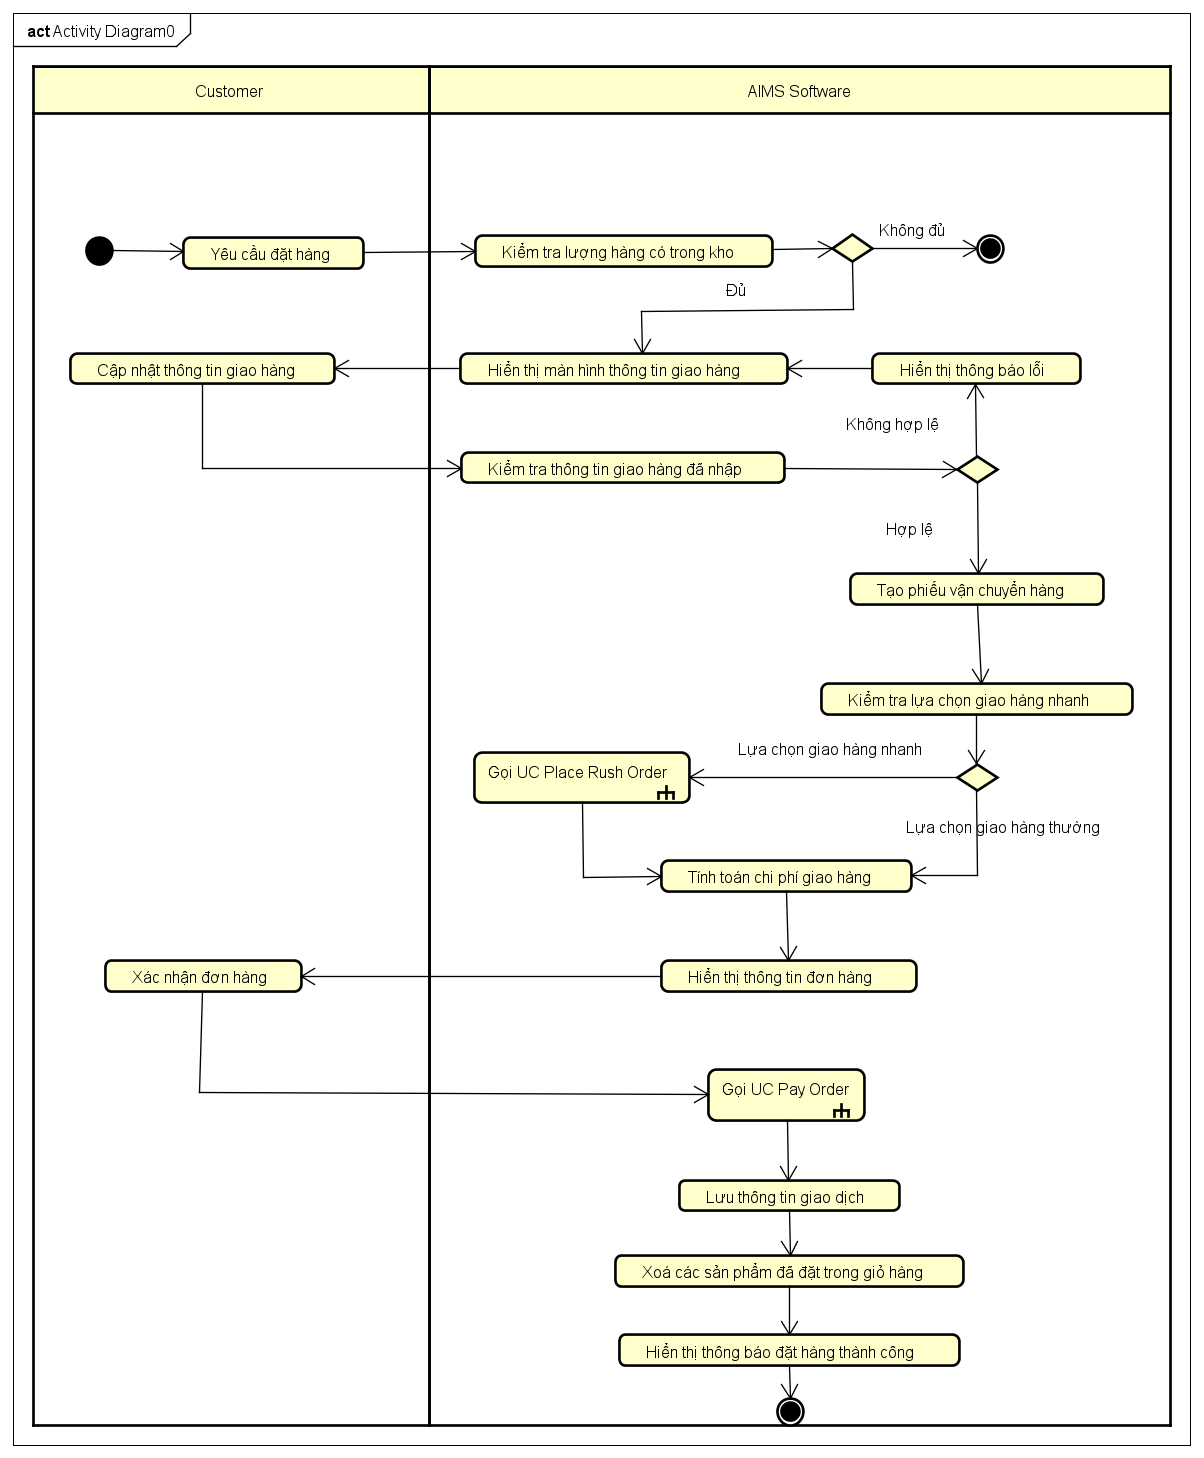 act Activity Diagram0
Customer
AIMS Software
Không đủ
Yêu cầu đặt hàng
Kiểm tra lượng hàng có trong kho
Đủ
Cập nhật thông tin giao hàng
Hiển thị màn hình thông tin giao hàng
Hiển thị thông báo lỗi
Không hợp lệ
Kiểm tra thông tin giao hàng đã nhập
Hợp lệ
Tạo phiếu vận chuyển hàng
Kiểm tra lựa chọn giao hàng nhanh
Lựa chọn giao hàng nhanh
Gọi UC Place Rush Order
Lựa chọn giao hàng thường
Tính toán chi phí giao hàng
Xác nhận đơn hàng
Hiển thị thông tin đơn hàng
Gọi UC Pay Order
Lưu thông tin giao dịch
Xoá các sản phẩm đã đặt trong giỏ hàng
Hiển thị thông báo đặt hàng thành công